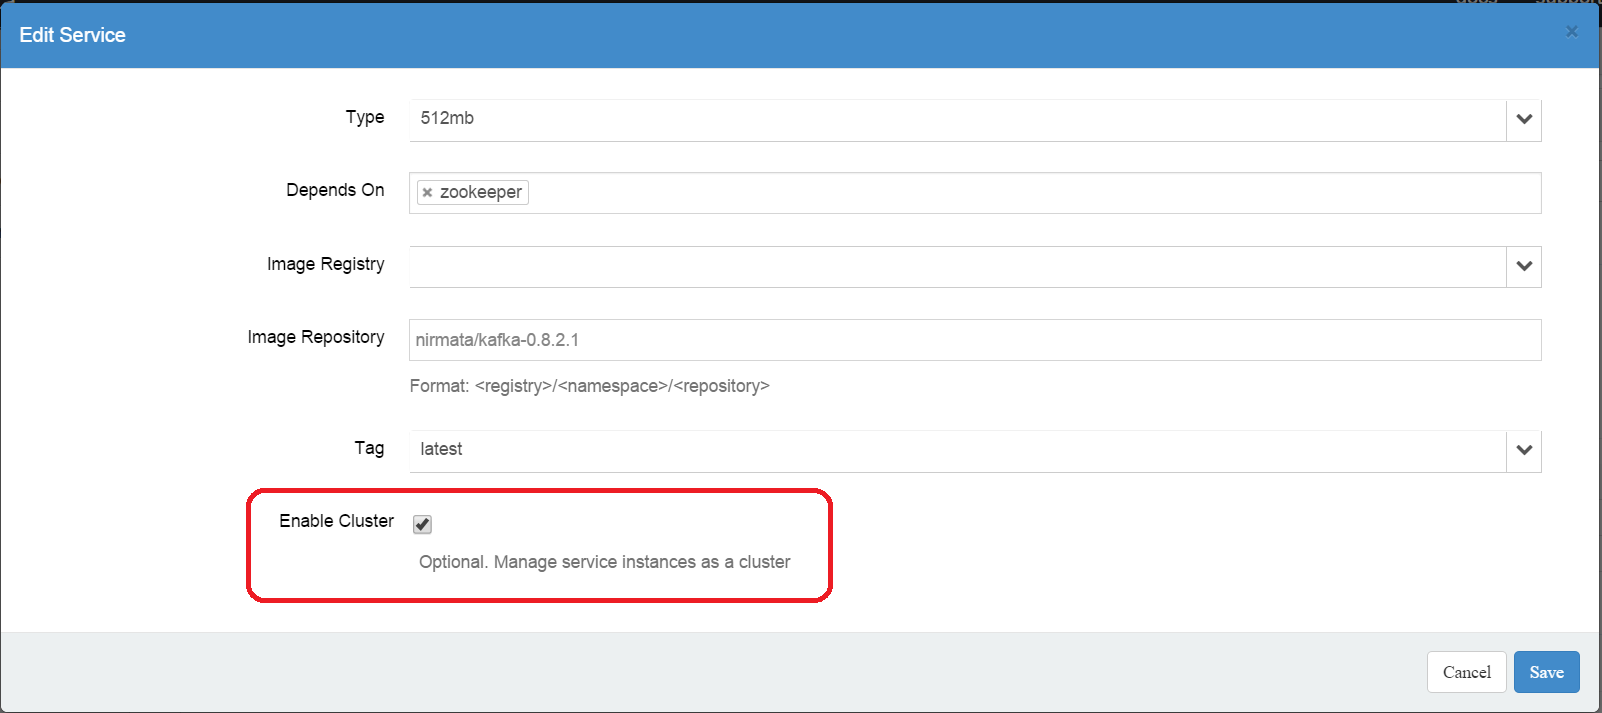 Edit Service
Type 512mb
Depends On × zookeeper
Image Registry
Image Repository nirmata/kafka-0.8.2.1
Format: <registry>/<namespace>/<repository>
Tag latest
Enable Cluster
Optional. Manage service instances as a cluster
Cancel Save